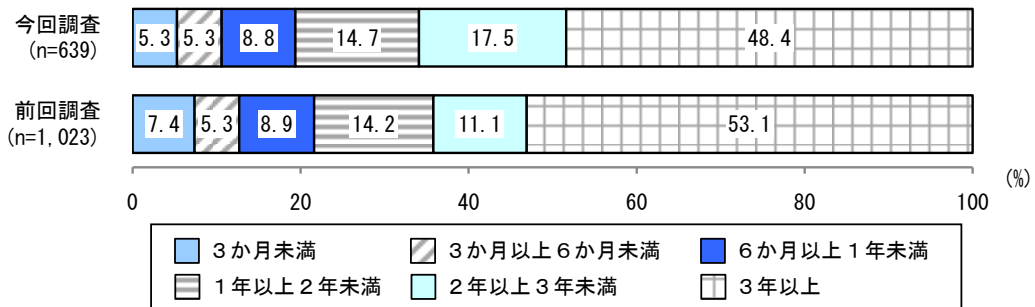 今回調査
(n=639)
5.3 5.3 8.8 14.7 17.5 48.4
前回調査
(n=1,023)
7.4 5.3 8.9 14.2 11.1 53.1
0 20 40 60 80 100
(%)
３か月未満 ３か月以上６か月未満 ６か月以上１年未満
１年以上２年未満 ２年以上３年未満 ３年以上